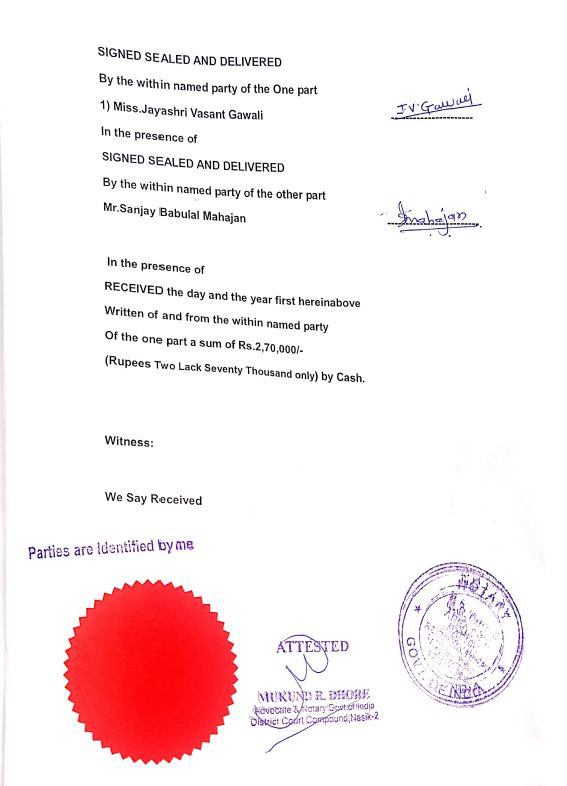 SIGNED SEALED AND DELIVERED
By the within named party of the One part
1) Miss.Jayashri Vasant Gawali
J.V.Gawali
In the presence of
SIGNED SEALED AND DELIVERED
By the within named party of the other part
Mr.Sanjay Babulal Mahajan
Smahajan
In the presence of
RECEIVED the day and the year first hereinabove
Written of and from the within named party
Of the one part a sum of Rs.2,70,000/-
(Rupees Two Lack Seventy Thousand only) by Cash.
Witness:
We Say Received
Parties are identified by me
ATTESTED
MUKUND R. DHORE
Advocate & Notary Govt of India
District Court Compound,Nasik-2
NOTARY
GOVT. OF INDIA